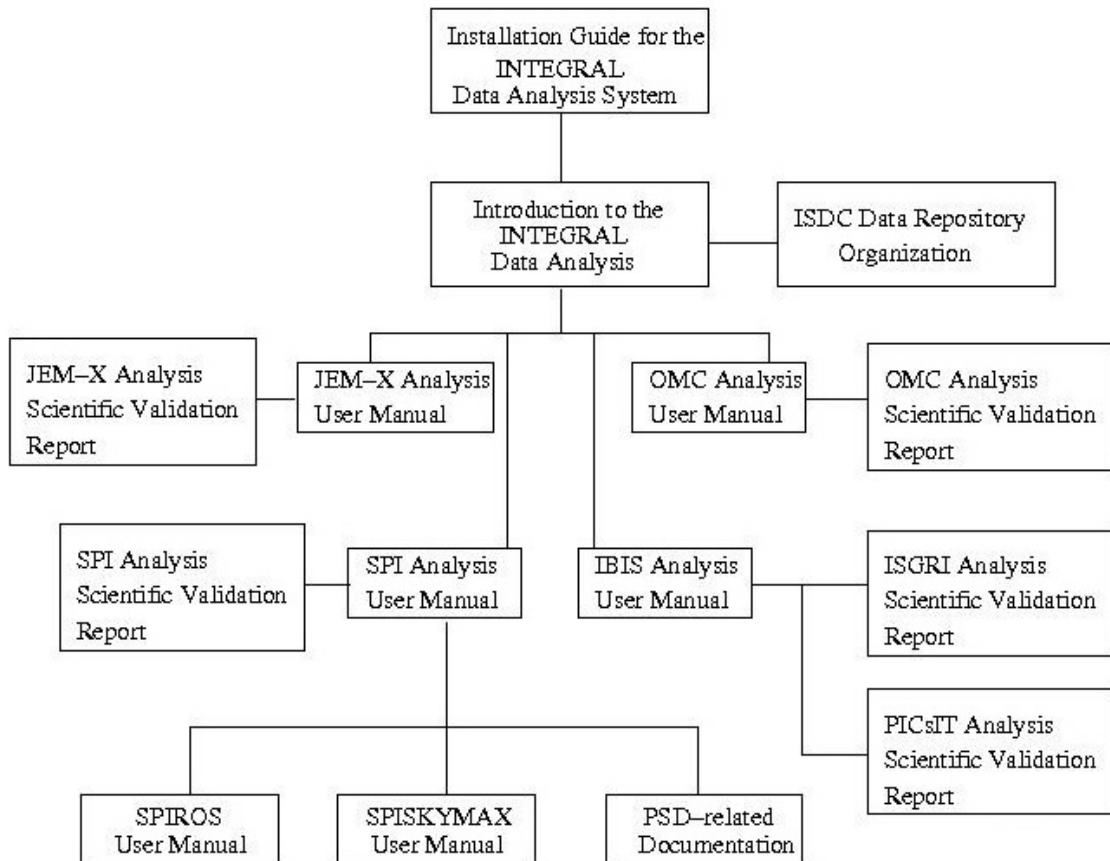 Installation Guide for the
INTEGRAL
Data Analysis System
Introduction to the
INTEGRAL
Data Analysis
ISDC Data Repository
Organization
JEM–X Analysis
Scientific Validation
Report
JEM–X Analysis
User Manual
OMC Analysis
User Manual
OMC Analysis
Scientific Validation
Report
SPI Analysis
Scientific Validation
Report
SPI Analysis
User Manual
IBIS Analysis
User Manual
ISGRI Analysis
Scientific Validation
Report
PICsIT Analysis
Scientific Validation
Report
SPIROS
User Manual
SPISKYMAX
User Manual
PSD–related
Documentation